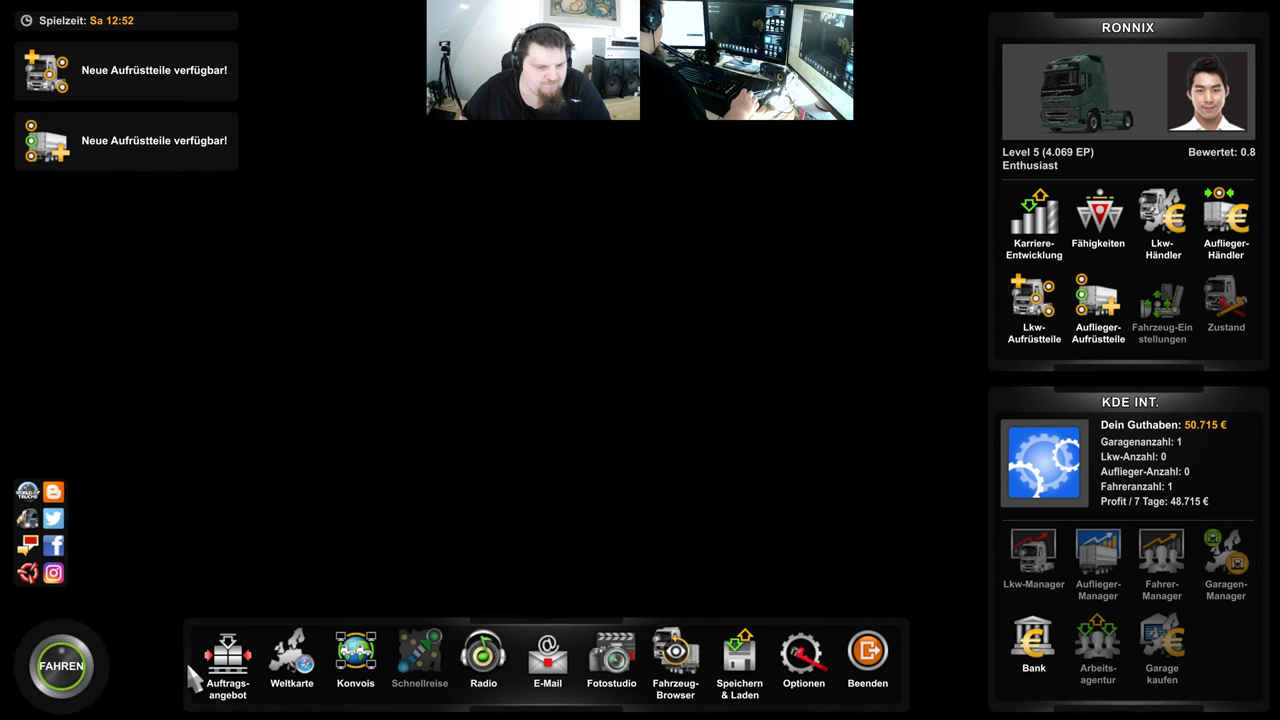 Spielzeit: Sa 12:52
Neue Aufrüstteile verfügbar!
Neue Aufrüstteile verfügbar!
RONNIX
Level 5 (4.069 EP)
Bewertet: 0.8
Enthusiast
Karriere-
Entwicklung
Fähigkeiten
Lkw-
Händler
Auflieger-
Händler
Lkw-
Aufrüstteile
Auflieger-
Aufrüstteile
Fahrzeug-Ein
stellungen
Zustand
KDE INT.
Dein Guthaben: 50.715 €
Garagenanzahl: 1
Lkw-Anzahl: 0
Auflieger-Anzahl: 0
Fahreranzahl: 1
Profit / 7 Tage: 48.715 €
Lkw-Manager
Auflieger-
Manager
Fahrer-
Manager
Garagen-
Manager
Bank
Arbeits-
agentur
Garage
kaufen
FAHREN
Auftrags-
angebot
Weltkarte
Konvois
Schnellreise
Radio
E-Mail
Fotostudio
Fahrzeug-
Browser
Speichern
& Laden
Optionen
Beenden